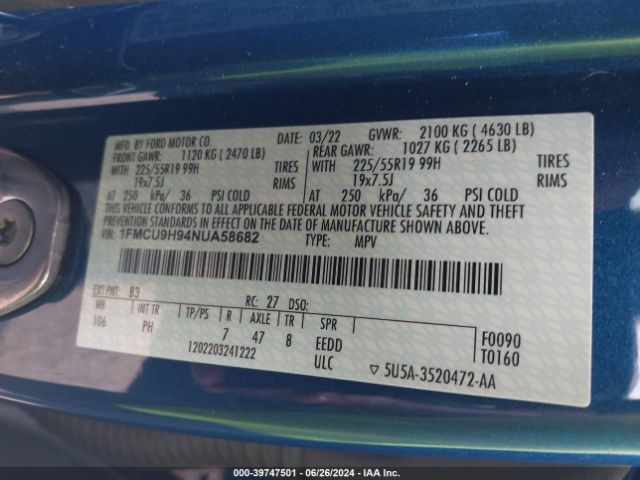 MFD. BY FORD MOTOR CO. DATE: 03/22 GVWR: 2100 KG ( 4630 LB)
FRONT GAWR: 1120 KG ( 2470 LB) REAR GAWR: 1027 KG ( 2265 LB)
WITH 225/55R19 99H TIRES WITH 225/55R19 99H TIRES
19x7.5J RIMS 19x7.5J RIMS
AT 250 kPa/ 36 PSI COLD AT 250 kPa/ 36 PSI COLD
THIS VEHICLE CONFORMS TO ALL APPLICABLE FEDERAL MOTOR VEHICLE SAFETY AND THEFT
PREVENTION STANDARDS IN EFFECT ON THE DATE OF MANUFACTURE SHOWN ABOVE.
VIN: 1FMCU9H94NUA58682 TYPE: MPV
EXT PNT: B3 RC: 27 DSO:
WB INT TR TP/PS R AXLE TR SPR
106 PH 7 47 8 EEDD
F0090
T0160
1202203241222 ULC
▽ 5U5A-3520472-AA
000-39747501 | 06/26/2024 | IAA Inc.